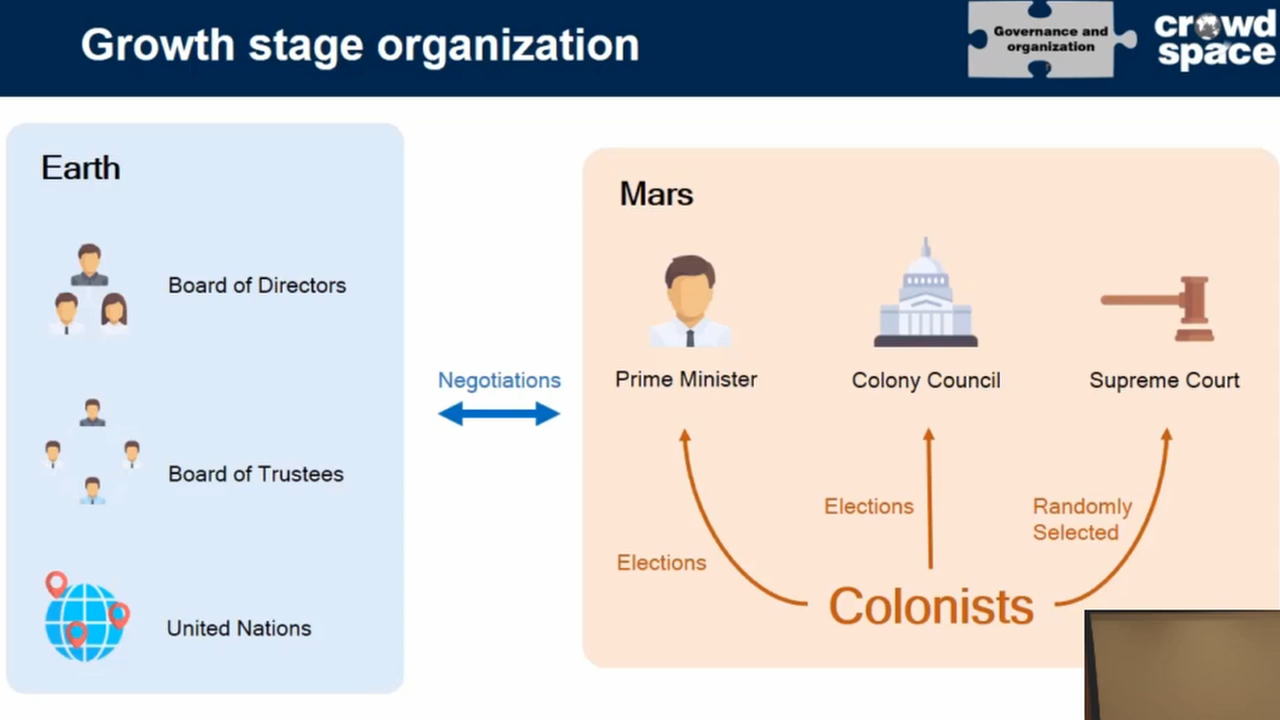 Growth stage organization
Governance and
organization
crowd
space
Earth
Board of Directors
Board of Trustees
United Nations
Negotiations
Mars
Prime Minister
Colony Council
Supreme Court
Elections
Randomly
Selected
Elections
Colonists